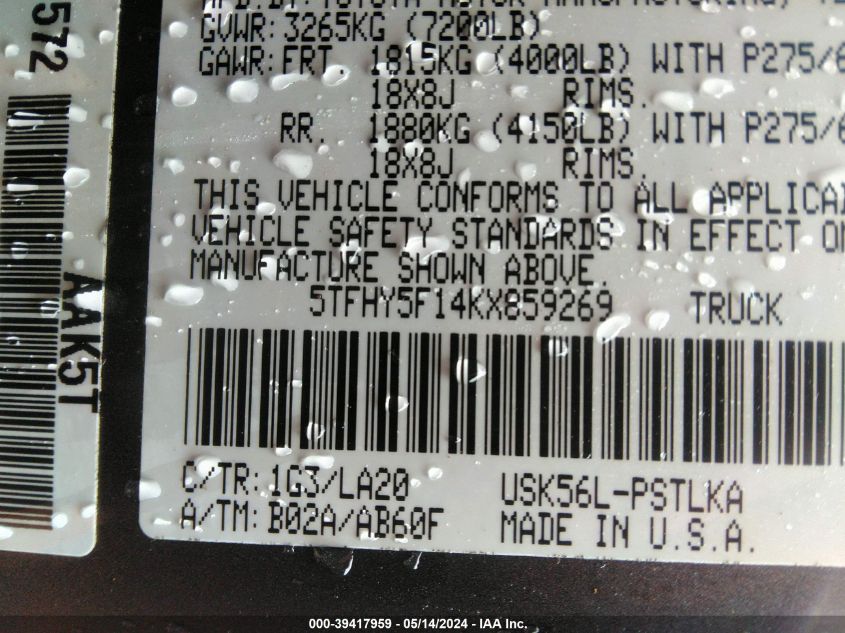 GVWR: 3265KG (7200LB)
GAWR: FRT 1815KG (4000LB) WITH P275/6
18X8J RIMS.
RR. 1880KG (4150LB) WITH P275/6
18X8J RIMS
THIS VEHICLE CONFORMS TO ALL APPLICA
VEHICLE SAFETY STANDARDS IN EFFECT ON
MANUFACTURE SHOWN ABOVE.
5TFHY5F14KX859269 TRUCK
C/TR: 1G3/LA20 USK56L-PSTLKA
A/TM: B02A/AB60F MADE IN U.S.A.
572
AAK5T
000-39417959 - 05/14/2024 - IAA Inc.